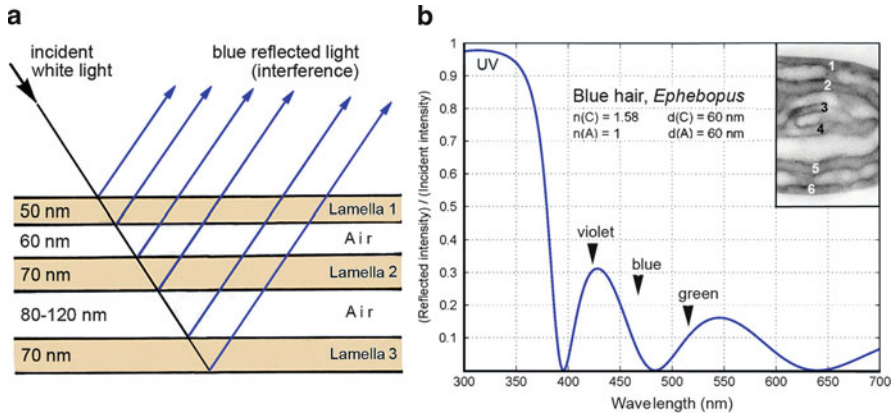 a
incident
white light
blue reflected light
(interference)
50 nm
Lamella 1
60 nm
Air
70 nm
Lamella 2
80-120 nm
Air
70 nm
Lamella 3
b
(Reflected intensity) / (Incident intensity)
1
0.9
0.8
0.7
0.6
0.5
0.4
0.3
0.2
0.1
UV
Blue hair, Ephebopus
n(C) = 1.58 d(C) = 60 nm
n(A) = 1 d(A) = 60 nm
1
2
3
4
5
6
violet
blue
green
300 350 400 450 500 550 600 650 700
Wavelength (nm)